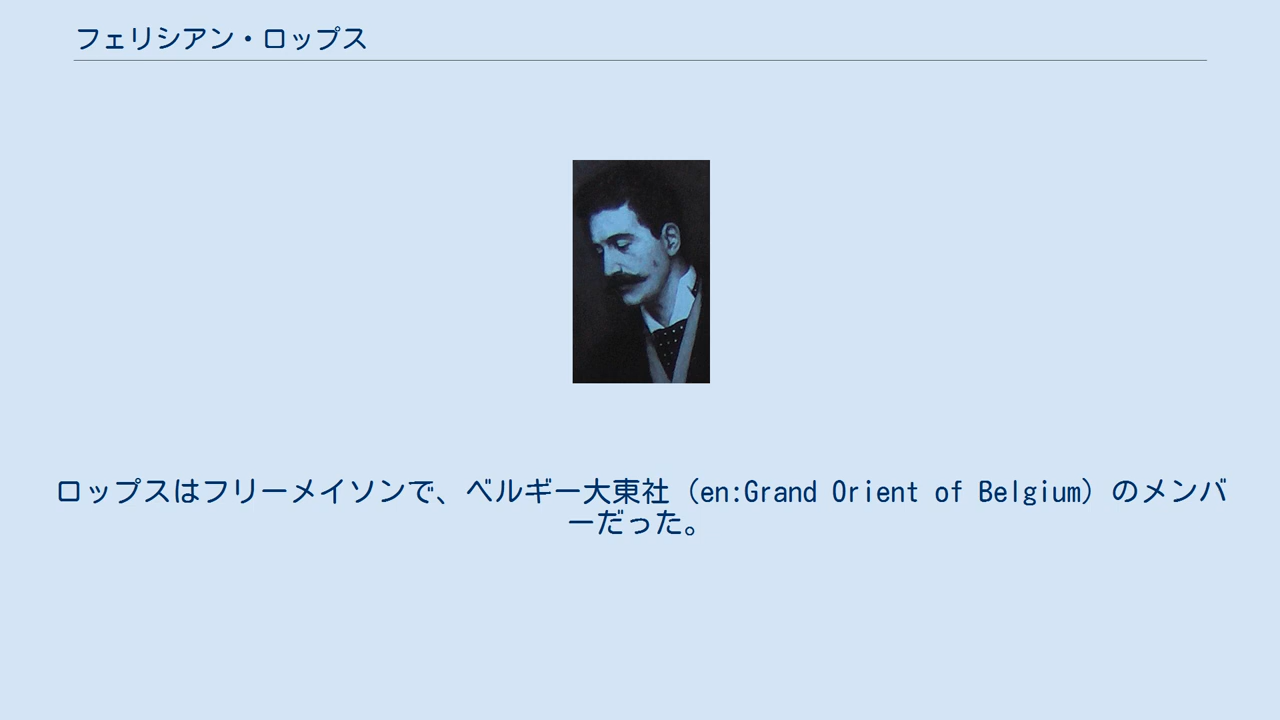 フェリシアン・ロップス
ロップスはフリーメイソンで、ベルギー大東社（en:Grand Orient of Belgium）のメンバ
ーだった。